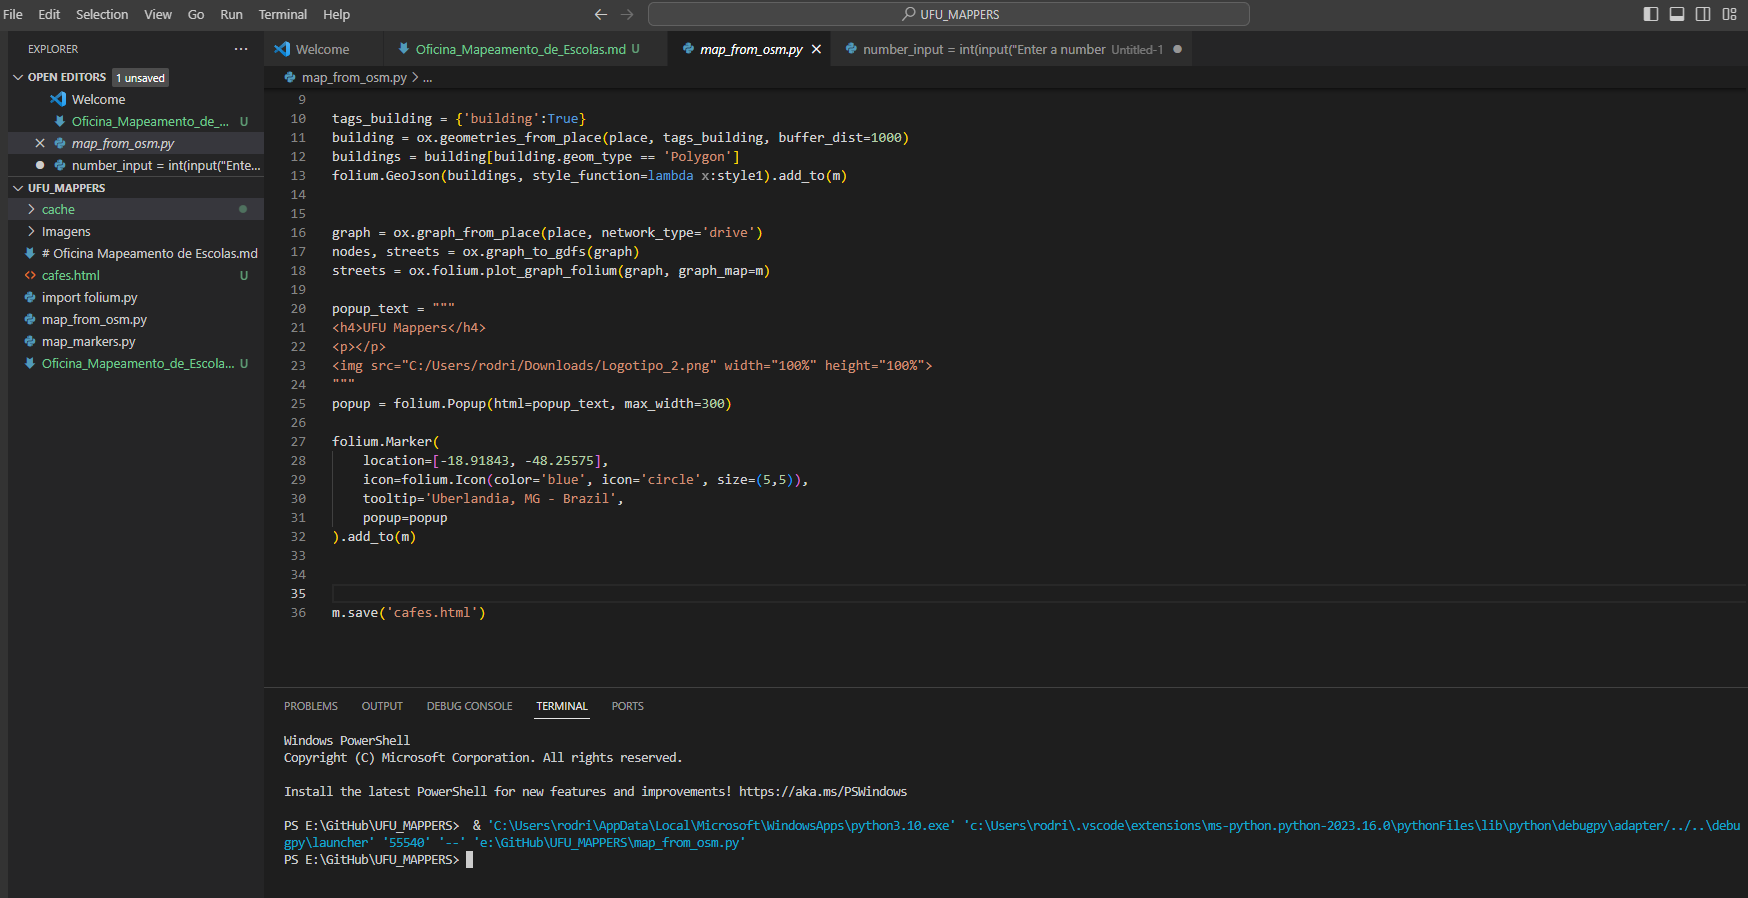 File Edit Selection View Go Run Terminal Help
UFU_MAPPERS
EXPLORER
OPEN EDITORS 1 unsaved
Welcome
Oficina_Mapeamento_de_... U
map_from_osm.py
number_input = int(input("Ente...
UFU_MAPPERS
cache
Imagens
# Oficina Mapeamento de Escolas.md
cafes.html U
import folium.py
map_from_osm.py
map_markers.py
Oficina_Mapeamento_de_Escola... U
Welcome
Oficina_Mapeamento_de_Escolas.md U
map_from_osm.py
number_input = int(input("Enter a number Untitled-1
map_from_osm.py > ...
9
10 tags_building = {'building':True}
11 building = ox.geometries_from_place(place, tags_building, buffer_dist=1000)
12 buildings = building[building.geom_type == 'Polygon']
13 folium.GeoJson(buildings, style_function=lambda x:style1).add_to(m)
14
15
16 graph = ox.graph_from_place(place, network_type='drive')
17 nodes, streets = ox.graph_to_gdfs(graph)
18 streets = ox.folium.plot_graph_folium(graph, graph_map=m)
19
20 popup_text = """
21 <h4>UFU Mappers</h4>
22 <p></p>
23 <img src="C:/Users/rodri/Downloads/Logotipo_2.png" width="100%" height="100%">
24 """
25 popup = folium.Popup(html=popup_text, max_width=300)
26
27 folium.Marker(
28 location=[-18.91843, -48.25575],
29 icon=folium.Icon(color='blue', icon='circle', size=(5,5)),
30 tooltip='Uberlandia, MG - Brazil',
31 popup=popup
32 ).add_to(m)
33
34
35
36 m.save('cafes.html')
PROBLEMS OUTPUT DEBUG CONSOLE TERMINAL PORTS
Windows PowerShell
Copyright (C) Microsoft Corporation. All rights reserved.
Install the latest PowerShell for new features and improvements! https://aka.ms/PSWindows
PS E:\GitHub\UFU_MAPPERS> & 'C:\Users\rodri\AppData\Local\Microsoft\WindowsApps\python3.10.exe' 'c:\Users\rodri\.vscode\extensions\ms-python.python-2023.16.0\pythonFiles\lib\python\debugpy\adapter/../..\debu
gpy\launcher' '55540' '--' 'e:\GitHub\UFU_MAPPERS\map_from_osm.py'
PS E:\GitHub\UFU_MAPPERS>